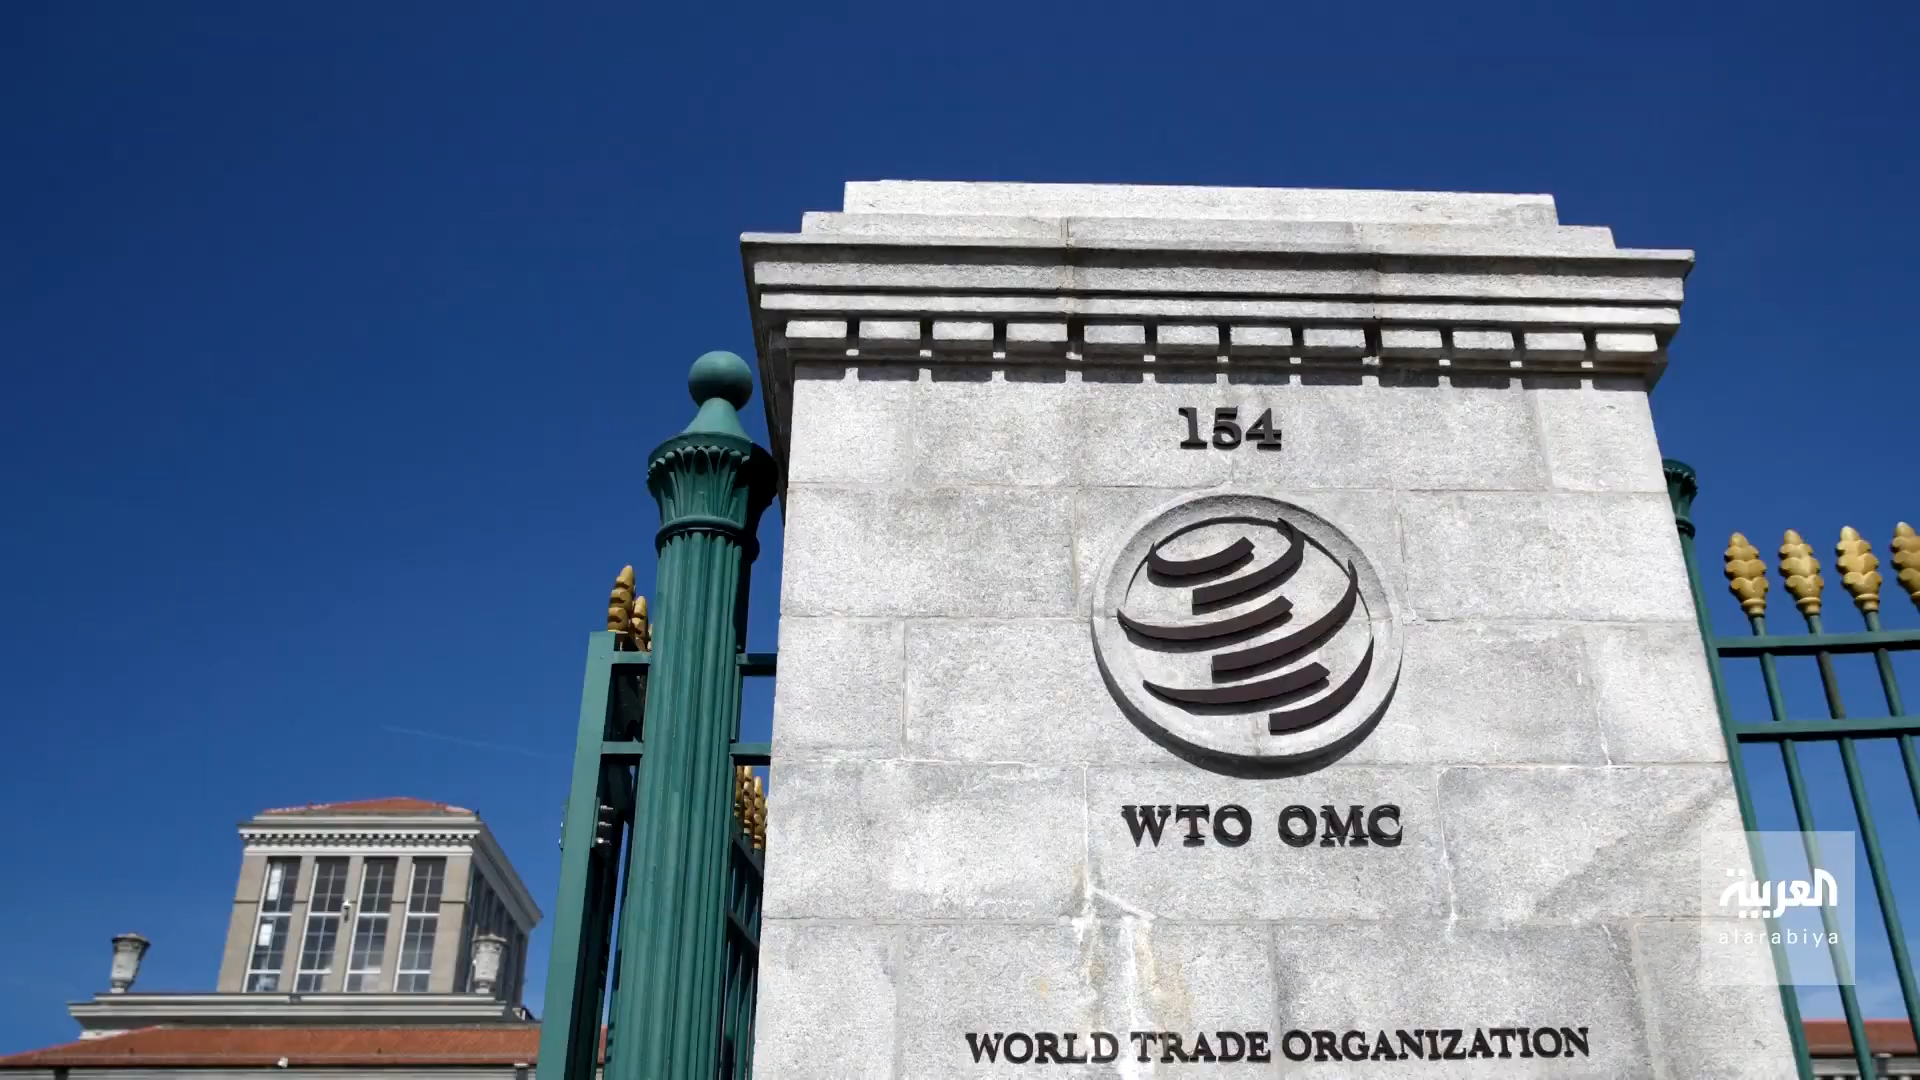 154
WTO OMC
WORLD TRADE ORGANIZATION
العربية
alarabiya